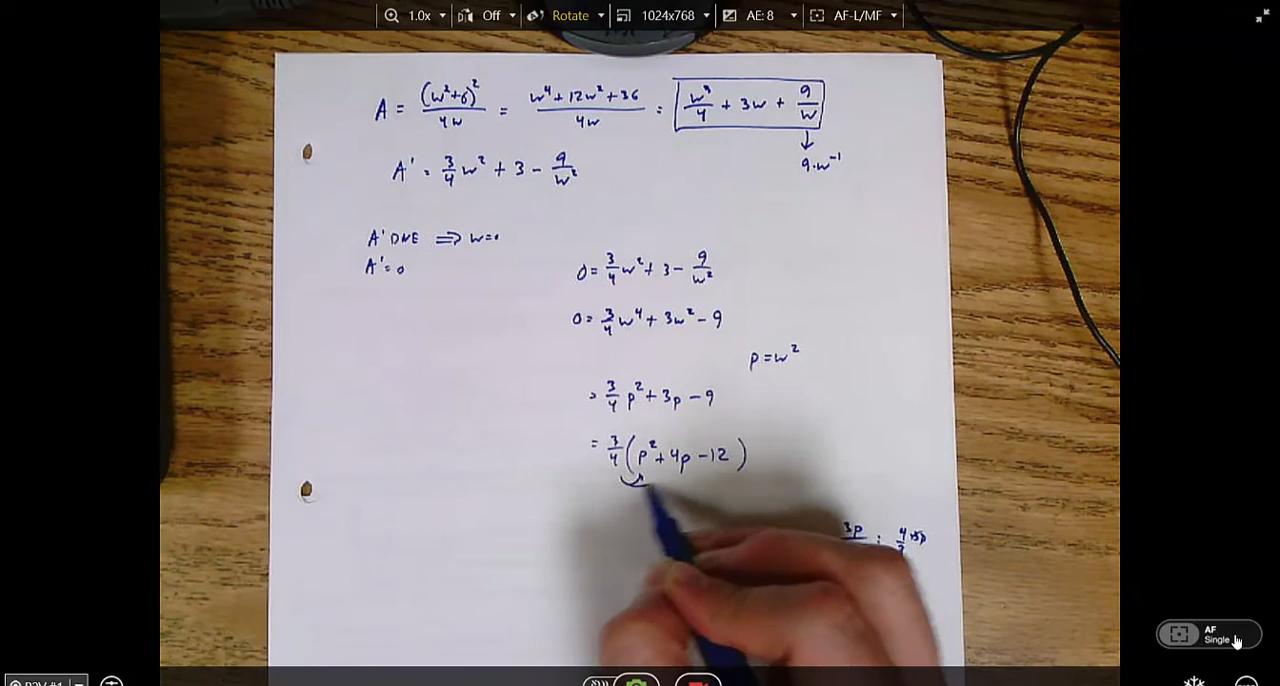 1.0x Off Rotate 1024x768 AE: 8 AF-L/MF
A = (w²+6)²/4w = w⁴+12w²+36/4w = w³/4 + 3w + 9/w
9·w⁻¹
A' = 3/4 w² + 3 - 9/w²
A' DNE ⇒ w=0
A'=0
0 = 3/4 w² + 3 - 9/w²
0 = 3/4 w⁴ + 3w² - 9
p = w²
= 3/4 p² + 3p - 9
= 3/4 (p² + 4p - 12)
3p
AF
Single